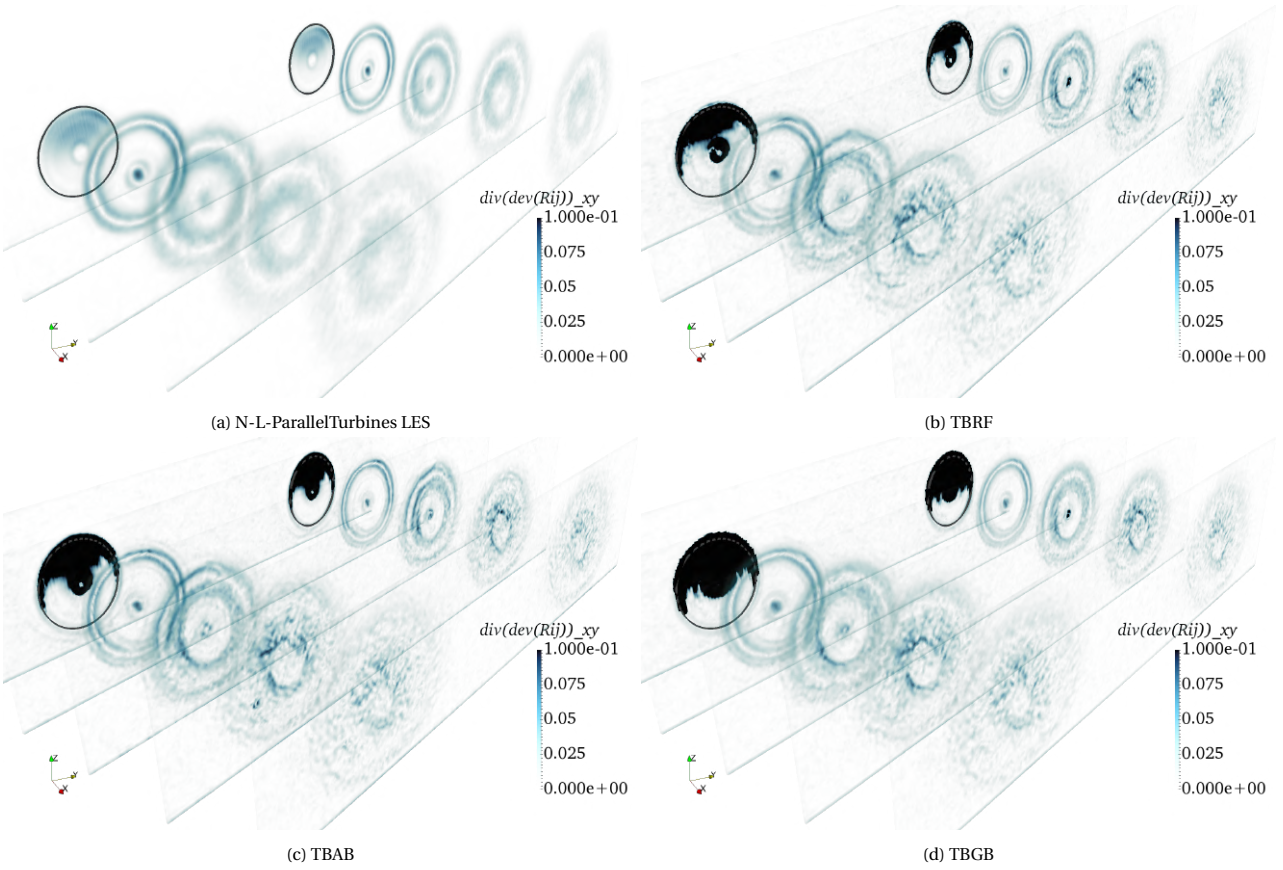 div(dev(Rij))_xy
1.000e-01
0.075
0.05
0.025
0.000e+00
Z
Y
X
(a) N-L-ParallelTurbines LES
div(dev(Rij))_xy
1.000e-01
0.075
0.05
0.025
0.000e+00
Z
Y
X
(b) TBRF
div(dev(Rij))_xy
1.000e-01
0.075
0.05
0.025
0.000e+00
Z
Y
X
(c) TBAB
div(dev(Rij))_xy
1.000e-01
0.075
0.05
0.025
0.000e+00
Z
Y
X
(d) TBGB